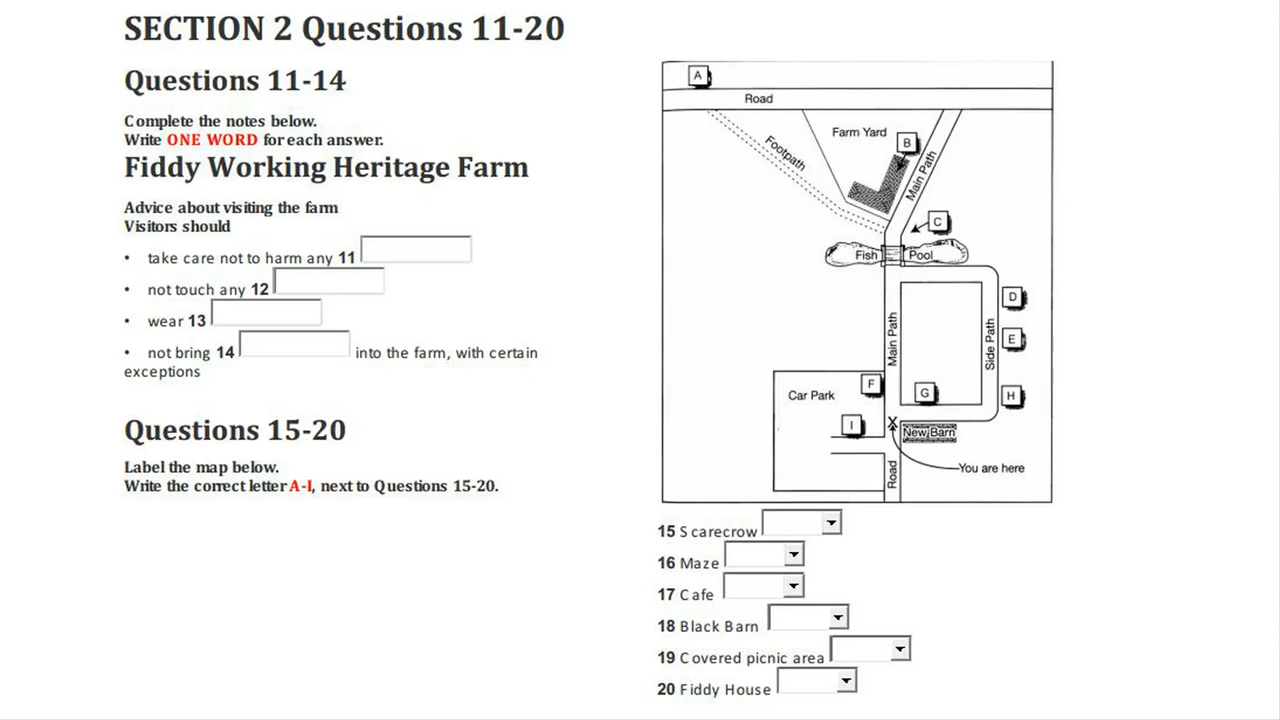 SECTION 2 Questions 11-20
Questions 11-14
Complete the notes below.
Write ONE WORD for each answer.
Fiddy Working Heritage Farm
Advice about visiting the farm
Visitors should
• take care not to harm any 11
• not touch any 12
• wear 13
• not bring 14 into the farm, with certain
exceptions
Questions 15-20
Label the map below.
Write the correct letter A-I, next to Questions 15-20.
A
Road
Farm Yard
B
Footpath
Main Path
C
Fish Pool
D
Main Path
Side Path
E
F
Car Park
G
H
I
X
New Barn
You are here
Road
15 Scarecrow
16 Maze
17 Cafe
18 Black Barn
19 Covered picnic area
20 Fiddy House